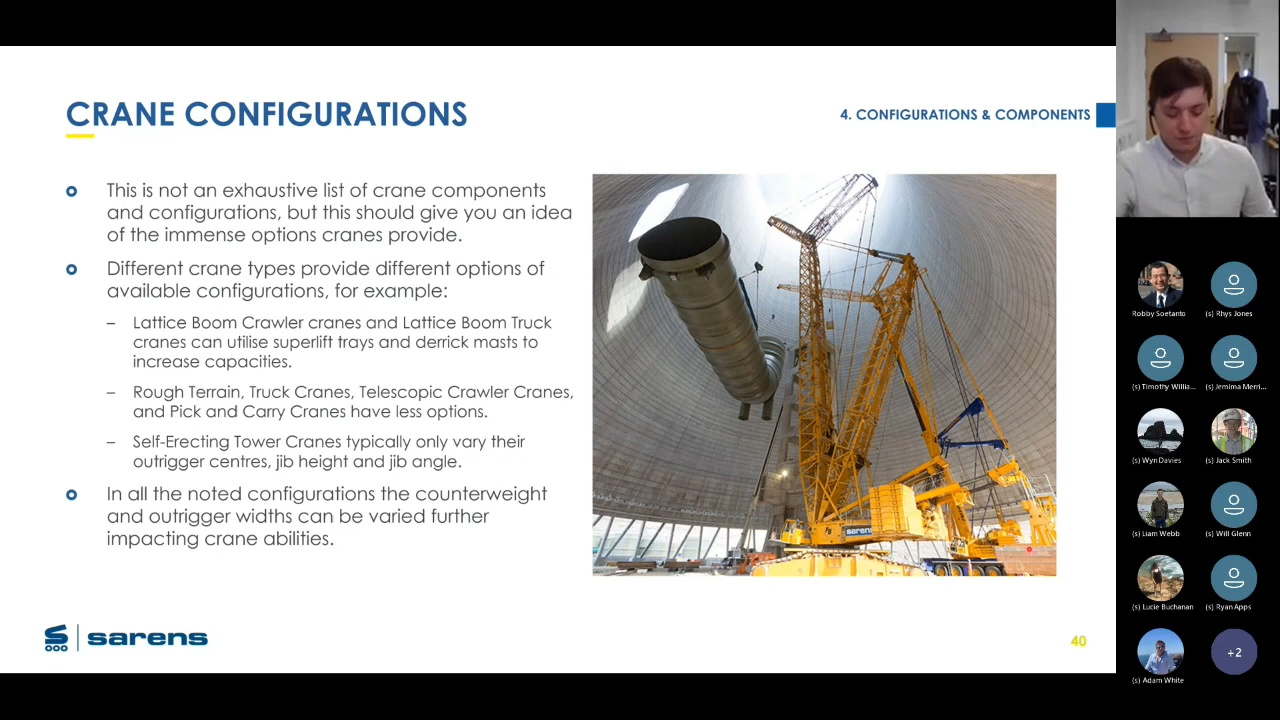 CRANE CONFIGURATIONS
4. CONFIGURATIONS & COMPONENTS
This is not an exhaustive list of crane components
and configurations, but this should give you an idea
of the immense options cranes provide.
Different crane types provide different options of
available configurations, for example:
– Lattice Boom Crawler cranes and Lattice Boom Truck
cranes can utilise superlift trays and derrick masts to
increase capacities.
– Rough Terrain, Truck Cranes, Telescopic Crawler Cranes,
and Pick and Carry Cranes have less options.
– Self-Erecting Tower Cranes typically only vary their
outrigger centres, jib height and jib angle.
In all the noted configurations the counterweight
and outrigger widths can be varied further
impacting crane abilities.
sarens
sarens
40
Robby Soetanto
(s) Rhys Jones
(s) Timothy Willia...
(s) Jemima Merri...
(s) Wyn Davies
(s) Jack Smith
(s) Liam Webb
(s) Will Glenn
(s) Lucie Buchanan
(s) Ryan Apps
(s) Adam White
+2